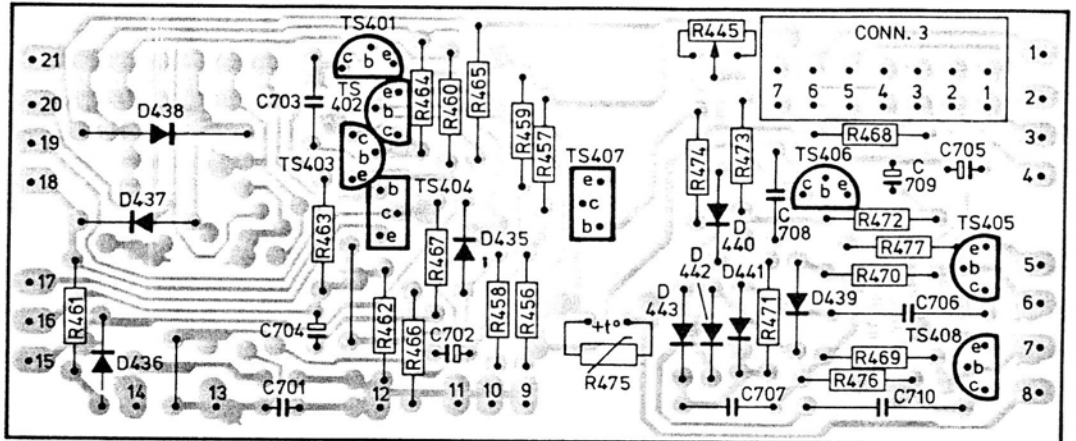 TS401
R445
CONN. 3
21
1
7 6 5 4 3 2 1
c b e
TS
402
e
b
c
R464
R460
R465
C703
20
2
D438
R459
R457
R474
R473
R468
3
19
TS403
c
b
e
TS407
e
c
b
TS406
c b e
C
709
C705
4
18
TS404
b
c
e
D437
R463
R467
D435
C
708
D
440
R472
TS405
e
b
c
R477
5
17
R461
R462
R466
R458
R456
D
442
D
443
D441
R471
D439
R470
C706
6
16
C704
C702
+t°
R475
TS408
e
b
c
7
15
D436
R469
R476
14
13
C701
12
11
10
9
C707
C710
8